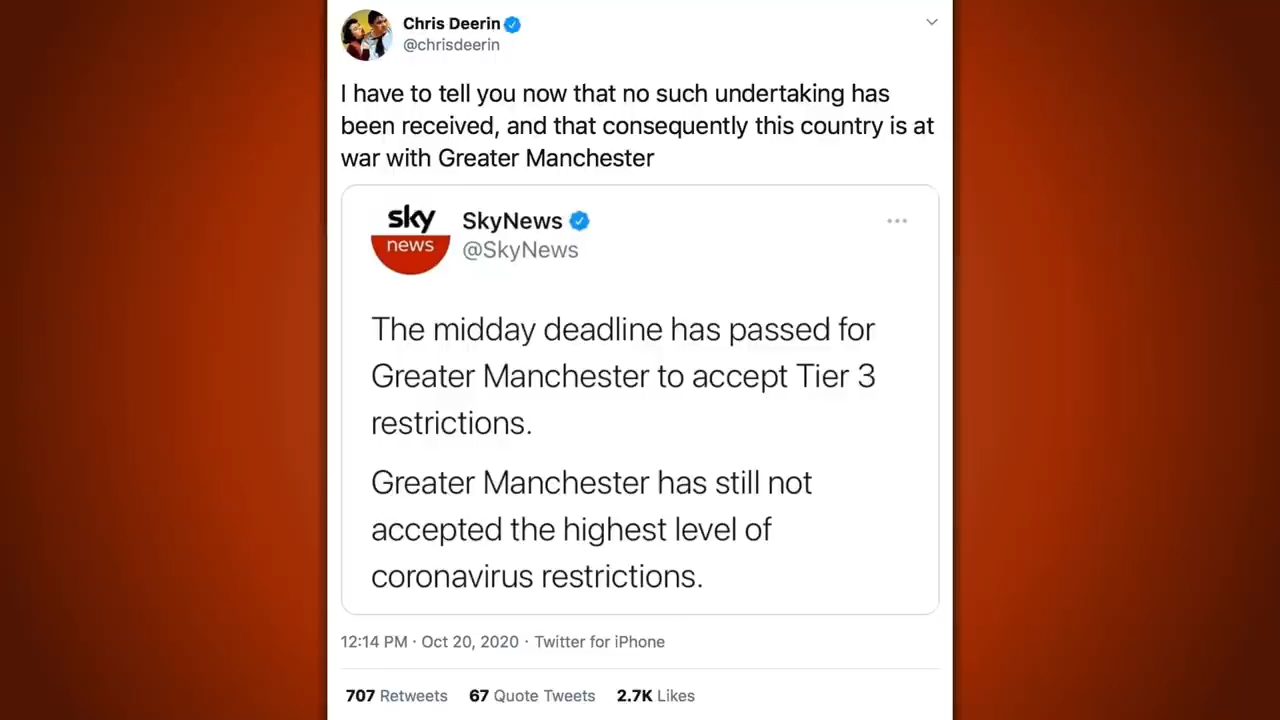 Chris Deerin
@chrisdeerin
I have to tell you now that no such undertaking has
been received, and that consequently this country is at
war with Greater Manchester
sky
news
SkyNews
@SkyNews
The midday deadline has passed for
Greater Manchester to accept Tier 3
restrictions.
Greater Manchester has still not
accepted the highest level of
coronavirus restrictions.
12:14 PM · Oct 20, 2020 · Twitter for iPhone
707 Retweets 67 Quote Tweets 2.7K Likes